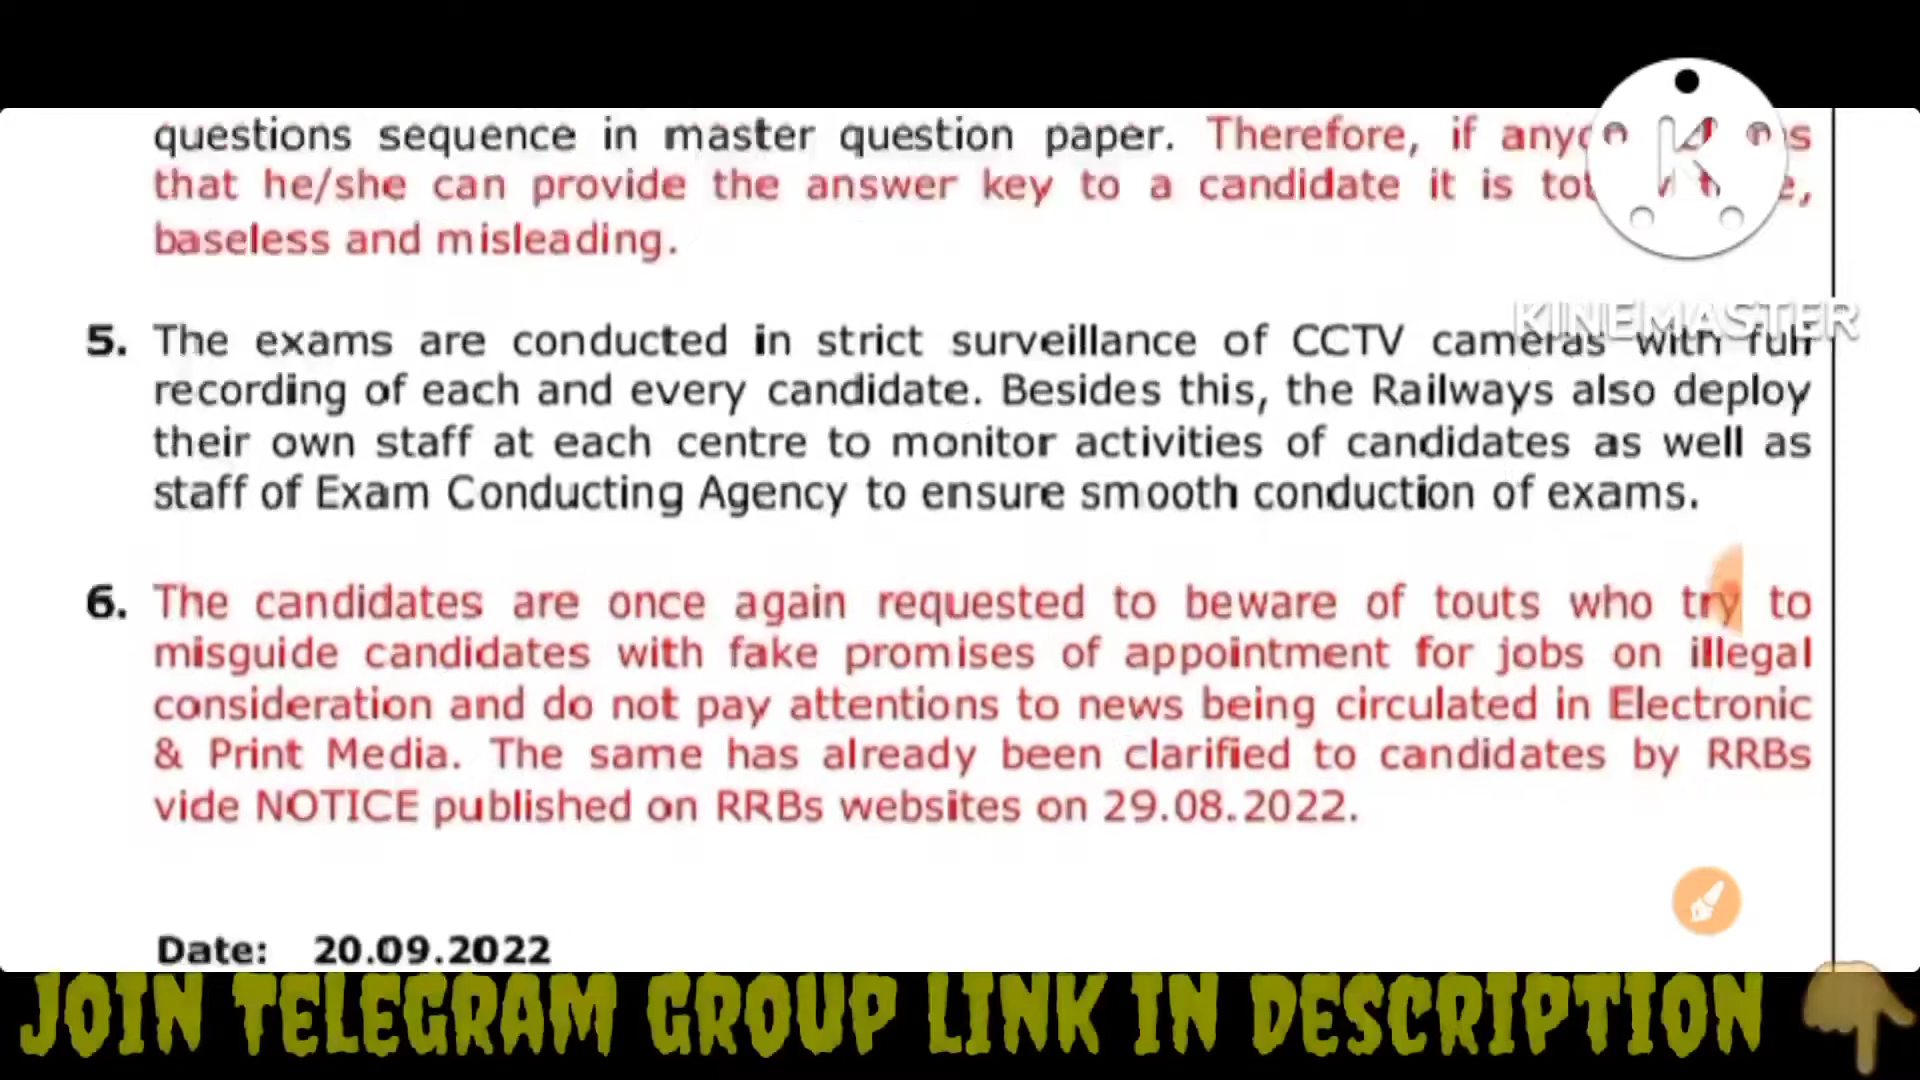 questions sequence in master question paper. Therefore, if
that he/she can provide the answer key to a candidate it is
baseless and misleading.
KINEMASTER
5. The exams are conducted in strict surveillance of CCTV cameras with full
recording of each and every candidate. Besides this, the Railways also deploy
their own staff at each centre to monitor activities of candidates as well as
staff of Exam Conducting Agency to ensure smooth conduction of exams.
6. The candidates are once again requested to beware of touts who try to
misguide candidates with fake promises of appointment for jobs on illegal
consideration and do not pay attentions to news being circulated in Electronic
& Print Media. The same has already been clarified to candidates by RRBs
vide NOTICE published on RRBs websites on 29.08.2022.
Date: 20.09.2022
JOIN TELEGRAM GROUP LINK IN DESCRIPTION